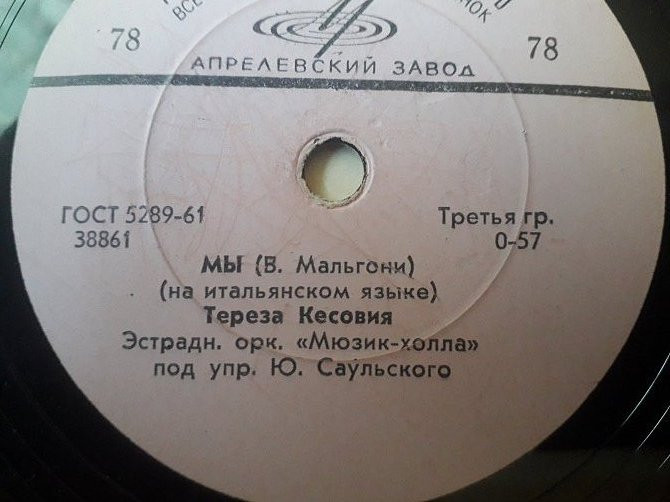 78 78
АПРЕЛЕВСКИЙ ЗАВОД
ГОСТ 5289-61 Третья гр.
38861 0-57
МЫ (В. Мальгони)
(на итальянском языке)
Тереза Кесовия
Эстрадн. орк. «Мюзик-холла»
под упр. Ю. Саульского